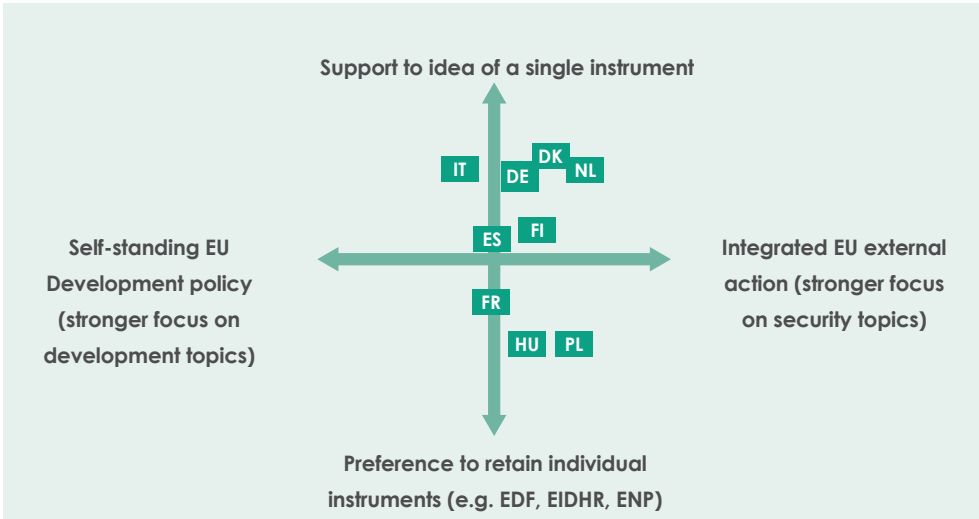 Support to idea of a single instrument
DK
IT
DE
NL
FI
ES
Self-standing EU
Development policy
(stronger focus on
development topics)
Integrated EU external
action (stronger focus
on security topics)
FR
HU
PL
Preference to retain individual
instruments (e.g. EDF, EIDHR, ENP)